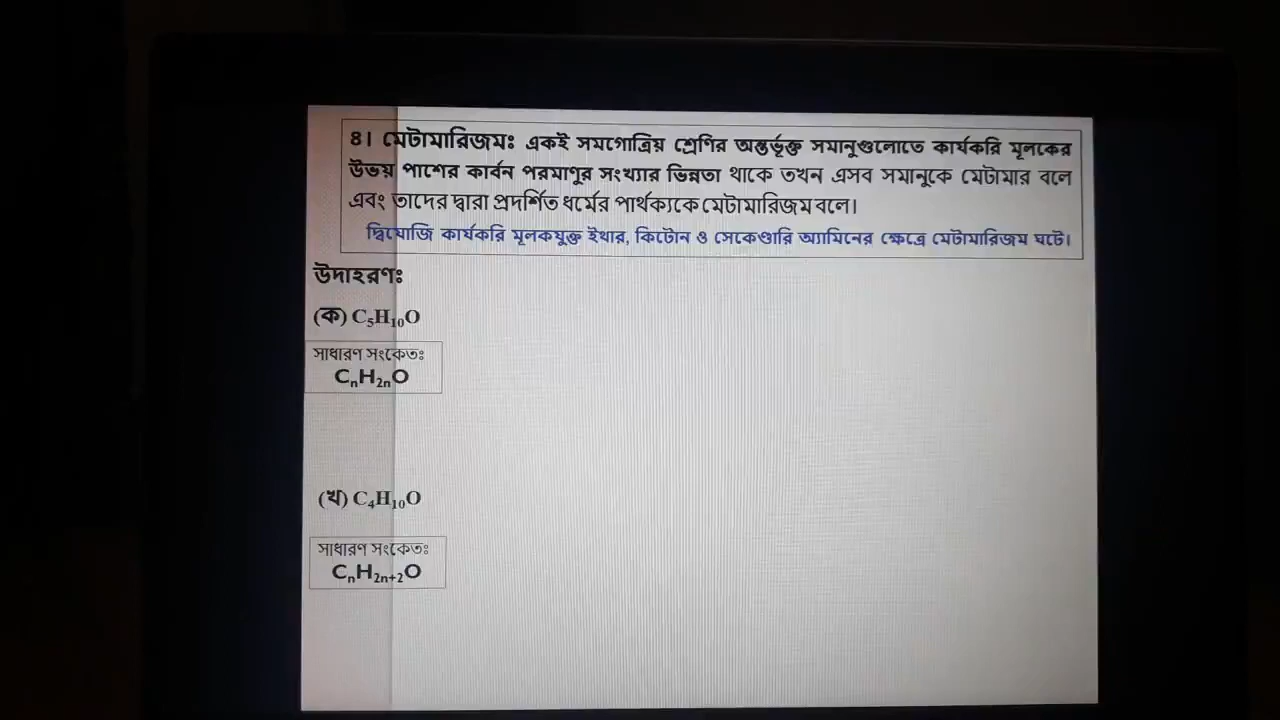 ৪। মেটামারিজমঃ একই সমগোত্রিয় শ্রেণির অন্তর্ভূক্ত সমানুগুলোতে কার্যকরি মূলকের
উভয় পাশের কার্বন পরমাণুর সংখ্যার ভিন্নতা থাকে তখন এসব সমানুকে মেটামার বলে
এবং তাদের দ্বারা প্রদর্শিত ধর্মের পার্থক্যকে মেটামারিজম বলে।
দ্বিযোজি কার্যকরি মূলকযুক্ত ইথার, কিটোন ও সেকেণ্ডারি অ্যামিনের ক্ষেত্রে মেটামারিজম ঘটে।
উদাহরণঃ
(ক) C₅H₁₀O
সাধারণ সংকেতঃ
CₙH₂ₙO
(খ) C₄H₁₀O
সাধারণ সংকেতঃ
CₙH₂ₙ₊₂O